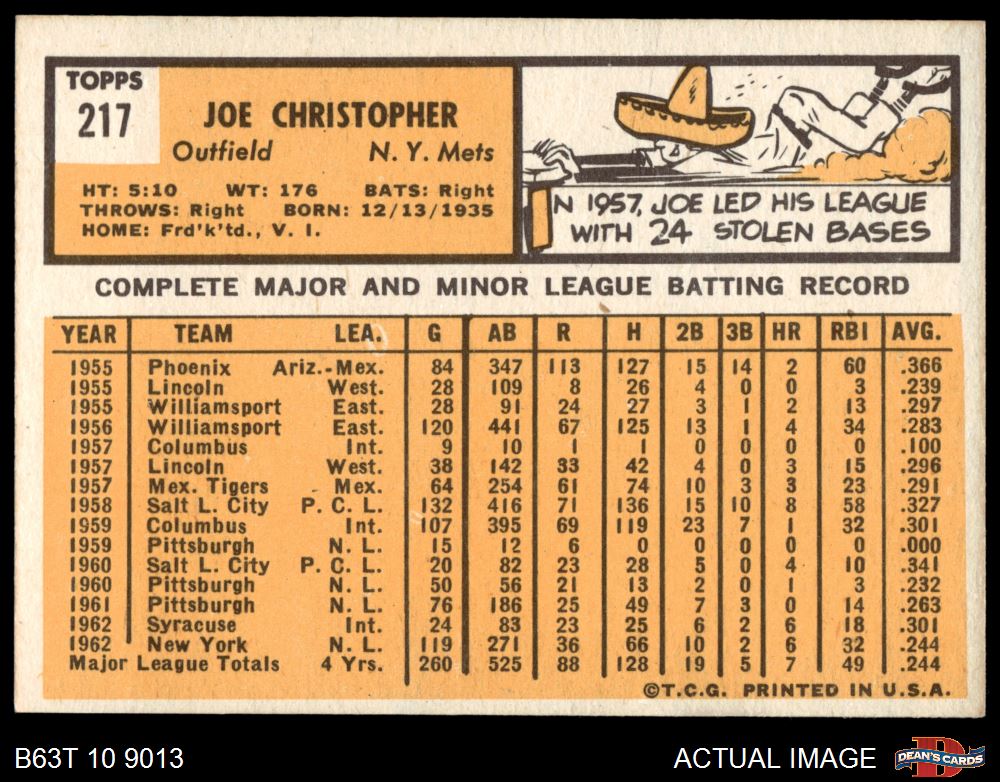 TOPPS
217
JOE CHRISTOPHER
Outfield N. Y. Mets
HT: 5:10 WT: 176 BATS: Right
THROWS: Right BORN: 12/13/1935
HOME: Frd'k'td., V. I.
IN 1957, JOE LED HIS LEAGUE
WITH 24 STOLEN BASES
COMPLETE MAJOR AND MINOR LEAGUE BATTING RECORD
YEAR TEAM LEA. G AB R H 2B 3B HR RBI AVG.
1955 Phoenix Ariz.-Mex. 84 347 113 127 15 14 2 60 .366
1955 Lincoln West. 28 109 8 26 4 0 0 3 .239
1955 Williamsport East. 28 91 24 27 3 1 2 13 .297
1956 Williamsport East. 120 441 67 125 13 1 4 34 .283
1957 Columbus Int. 9 10 1 1 0 0 0 0 .100
1957 Lincoln West. 38 142 33 42 4 0 3 15 .296
1957 Mex. Tigers Mex. 64 254 61 74 10 3 3 23 .291
1958 Salt L. City P. C. L. 132 416 71 136 15 10 8 58 .327
1959 Columbus Int. 107 395 69 119 23 7 1 32 .301
1959 Pittsburgh N. L. 15 12 6 0 0 0 0 0 .000
1960 Salt L. City P. C. L. 20 82 23 28 5 0 4 10 .341
1960 Pittsburgh N. L. 50 56 21 13 2 0 1 3 .232
1961 Pittsburgh N. L. 76 186 25 49 7 3 0 14 .263
1962 Syracuse Int. 24 83 23 25 6 2 6 18 .301
1962 New York N. L. 119 271 36 66 10 2 6 32 .244
Major League Totals 4 Yrs. 260 525 88 128 19 5 7 49 .244
©T.C.G. PRINTED IN U.S.A.
B63T 10 9013 ACTUAL IMAGE D DEAN'S CARDS